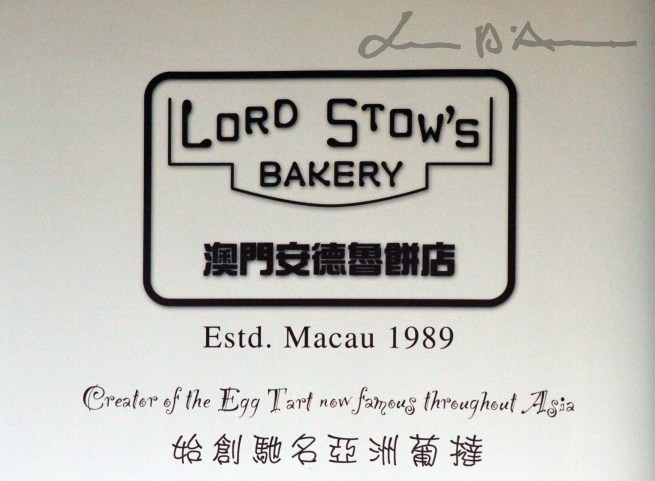 LORD STOW'S
BAKERY
澳門安德魯餅店
Estd. Macau 1989
Creator of the Egg Tart now famous throughout Asia
始創馳名亞洲葡撻